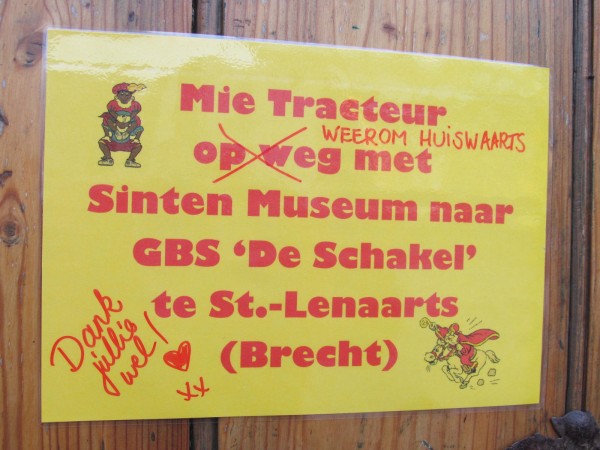 Mie Tracteur
WEEROM HUISWAARTS
op weg met
Sinten Museum naar
GBS ‘De Schakel’
te St.-Lenaarts
(Brecht)
Dank
jullie
wel!
xx